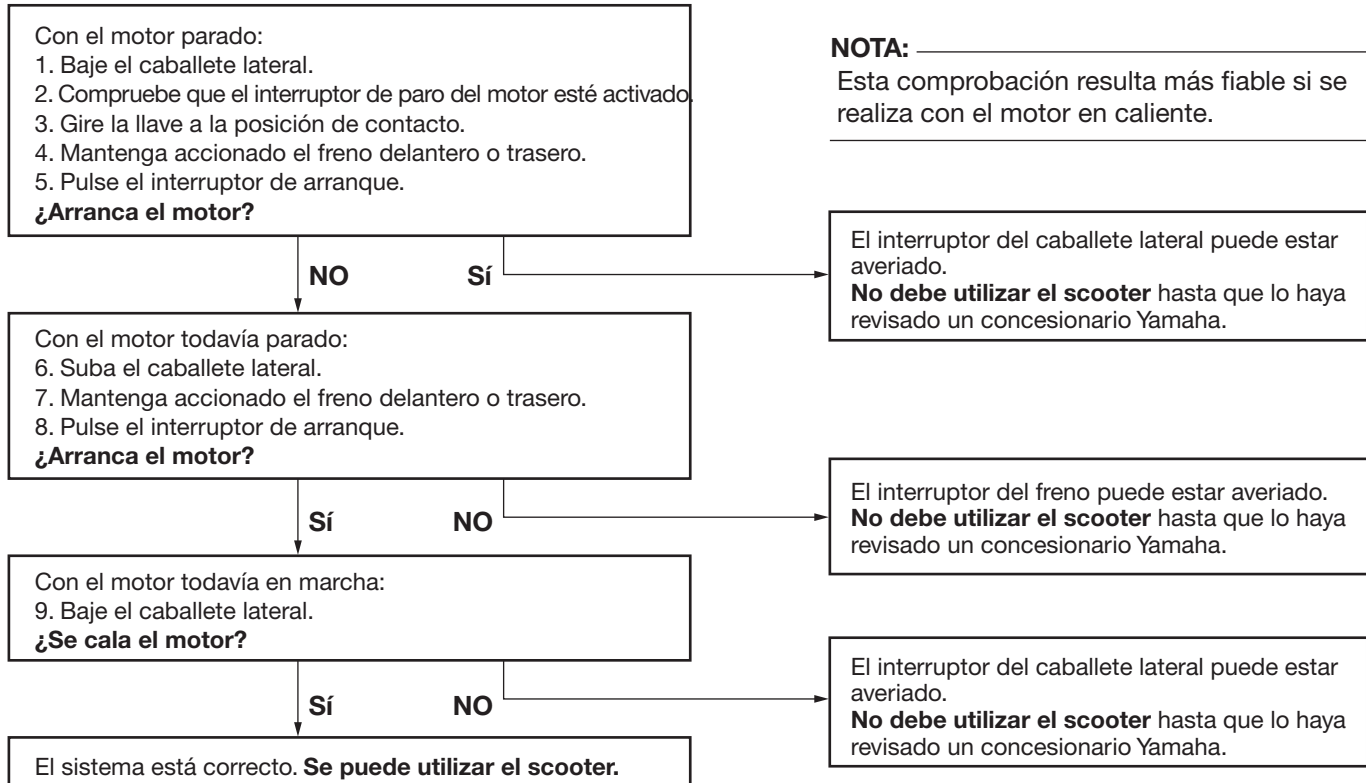 Con el motor parado:
1. Baje el caballete lateral.
2. Compruebe que el interruptor de paro del motor esté activado.
3. Gire la llave a la posición de contacto.
4. Mantenga accionado el freno delantero o trasero.
5. Pulse el interruptor de arranque.
¿Arranca el motor?
NOTA:
Esta comprobación resulta más fiable si se
realiza con el motor en caliente.
NO
Sí
El interruptor del caballete lateral puede estar
averiado.
No debe utilizar el scooter hasta que lo haya
revisado un concesionario Yamaha.
Con el motor todavía parado:
6. Suba el caballete lateral.
7. Mantenga accionado el freno delantero o trasero.
8. Pulse el interruptor de arranque.
¿Arranca el motor?
Sí
NO
El interruptor del freno puede estar averiado.
No debe utilizar el scooter hasta que lo haya
revisado un concesionario Yamaha.
Con el motor todavía en marcha:
9. Baje el caballete lateral.
¿Se cala el motor?
Sí
NO
El interruptor del caballete lateral puede estar
averiado.
No debe utilizar el scooter hasta que lo haya
revisado un concesionario Yamaha.
El sistema está correcto. Se puede utilizar el scooter.